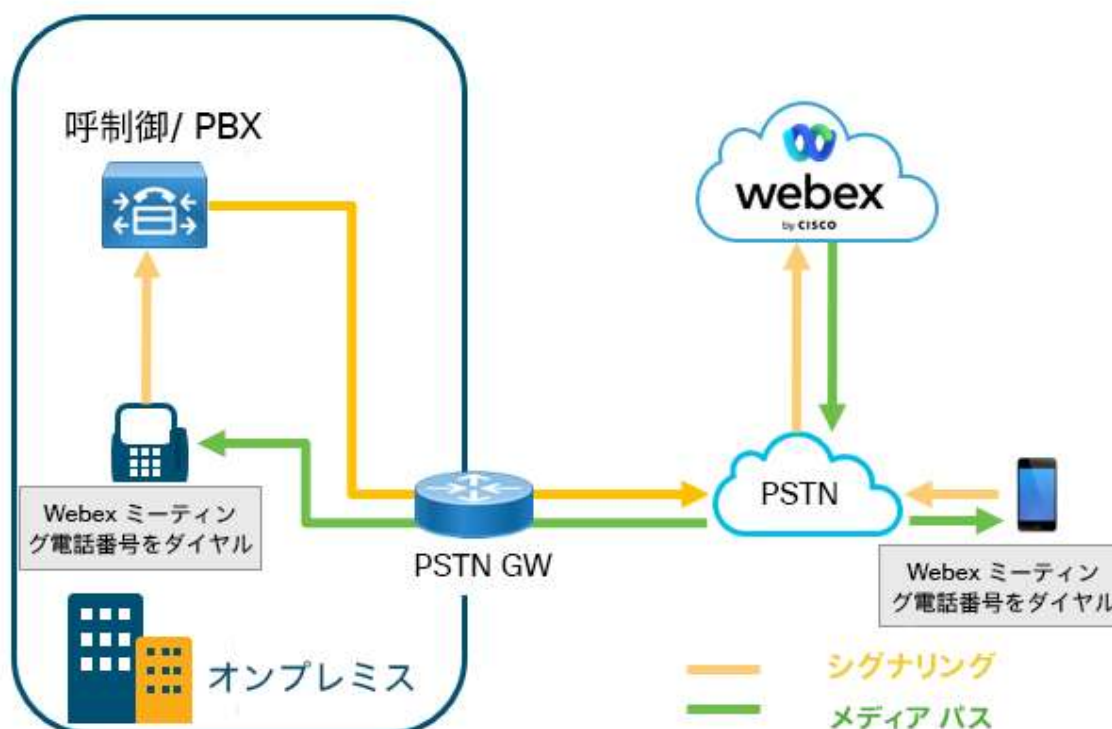 呼制御/ PBX
webex
by CISCO
PSTN
Webex ミーティン
グ電話番号をダイヤル
PSTN GW
Webex ミーティン
グ電話番号をダイヤル
オンプレミス
シグナリング
メディア パス